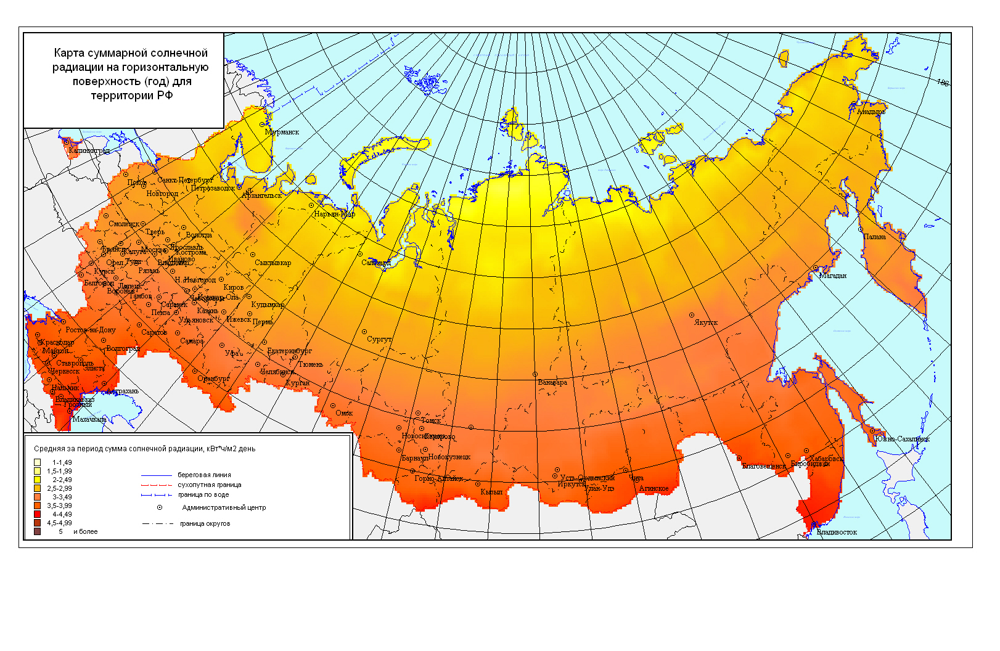 Карта суммарной солнечной
радиации на горизонтальную
поверхность (год) для
территории РФ
186
Анадырь
Мурманск
Калининград
Псков
Санкт-Петербург
Петрозаводск
Новгород
Архангельск
Нарьян-Мар
Смоленск
Тверь
Вологда
Палана
Брянск
Калуга
Москва
Ярославль
Кострома
Иваново
Орел
Тула
Владимир
Сыктывкар
Салехард
Курск
Рязань
Магадан
Белгород
Липецк
Н. Новгород
Воронеж
Киров
Тамбов
Чебоксары
Йошкар-Ола
Саранск
Кудымкар
Пенза
Казань
Ульяновск
Ижевск
Пермь
Якутск
Ростов-на-Дону
Саратов
Самара
Сургут
Краснодар
Майкоп
Волгоград
Уфа
Екатеринбург
Ставрополь
Элиста
Тюмень
Черкесск
Челябинск
Оренбург
Курган
Ванавара
Нальчик
Астрахань
Владикавказ
Грозный
Махачкала
Омск
Томск
Новосибирск
Кемерово
Южно-Сахалинск
Барнаул
Новокузнецк
Хабаровск
Благовещенск
Биробиджан
Горно-Алтайск
Усть-Ордынский
Чита
Иркутск
Улан-Удэ
Агинское
Кызыл
Владивосток
Средняя за период сумма солнечной радиации, кВт*ч/м2 день
1-1,49
1,5-1,99
2-2,49
2,5-2,99
3-3,49
3,5-3,99
4-4,49
4,5-4,99
5 и более
береговая линия
сухопутная граница
граница по воде
Административный центр
граница округов